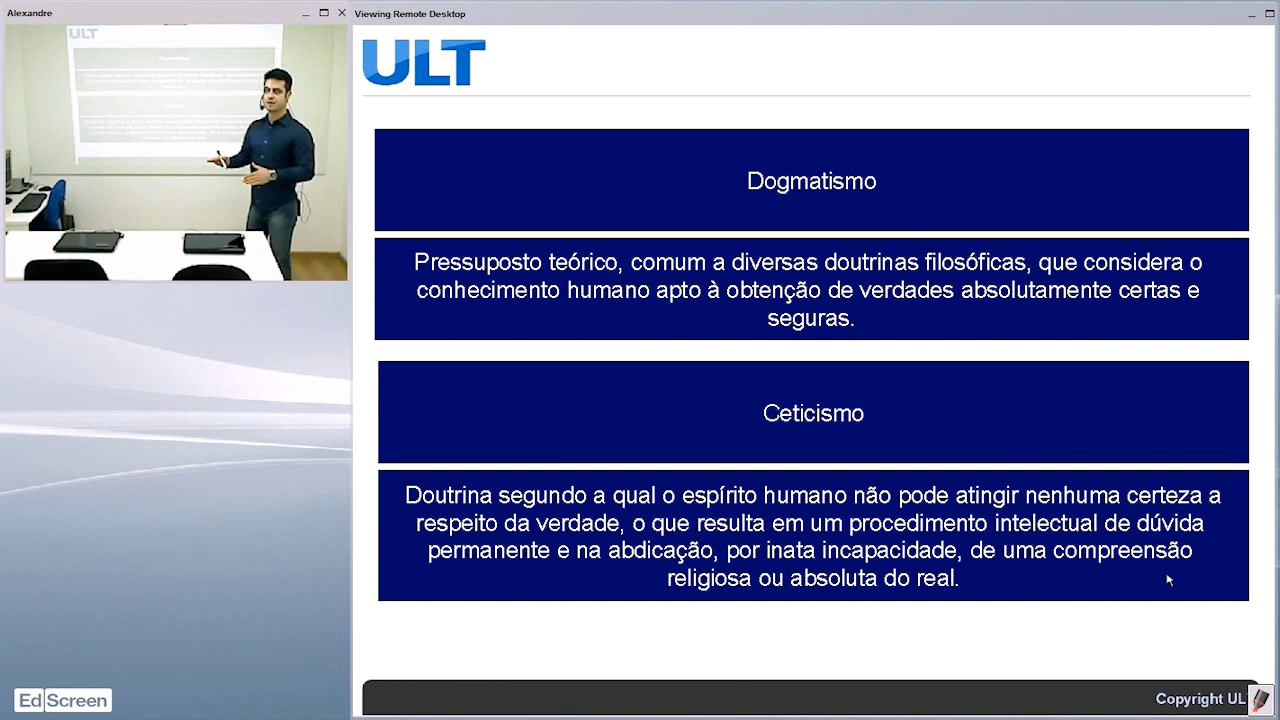 Alexandre
Viewing Remote Desktop
ULT
ULT
Dogmatismo
Pressuposto teórico, comum a diversas doutrinas filosóficas, que considera o
conhecimento humano apto à obtenção de verdades absolutamente certas e
seguras.
Ceticismo
Doutrina segundo a qual o espírito humano não pode atingir nenhuma certeza a
respeito da verdade, o que resulta em um procedimento intelectual de dúvida
permanente e na abdicação, por inata incapacidade, de uma compreensão
religiosa ou absoluta do real.
Ed Screen
Copyright UL